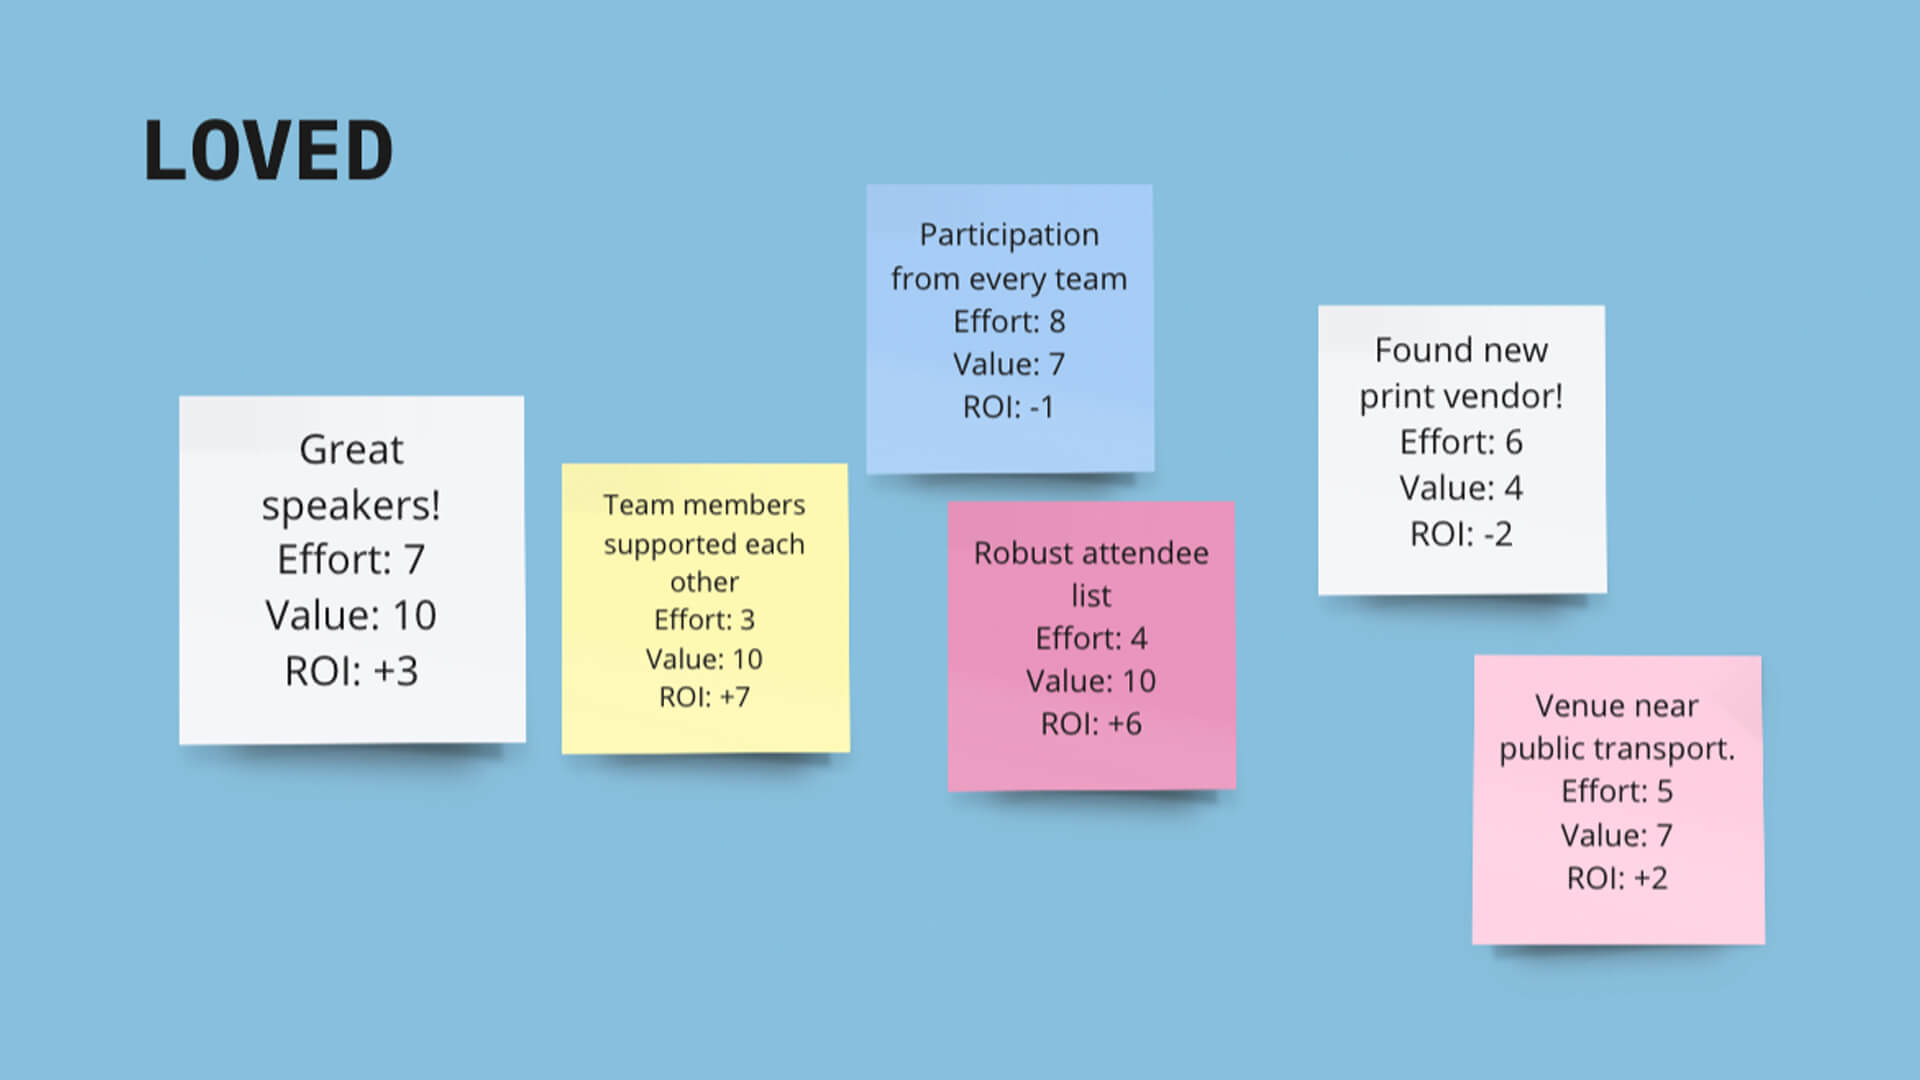 LOVED
Great
speakers!
Effort: 7
Value: 10
ROI: +3
Team members
supported each
other
Effort: 3
Value: 10
ROI: +7
Participation
from every team
Effort: 8
Value: 7
ROI: -1
Robust attendee
list
Effort: 4
Value: 10
ROI: +6
Found new
print vendor!
Effort: 6
Value: 4
ROI: -2
Venue near
public transport.
Effort: 5
Value: 7
ROI: +2